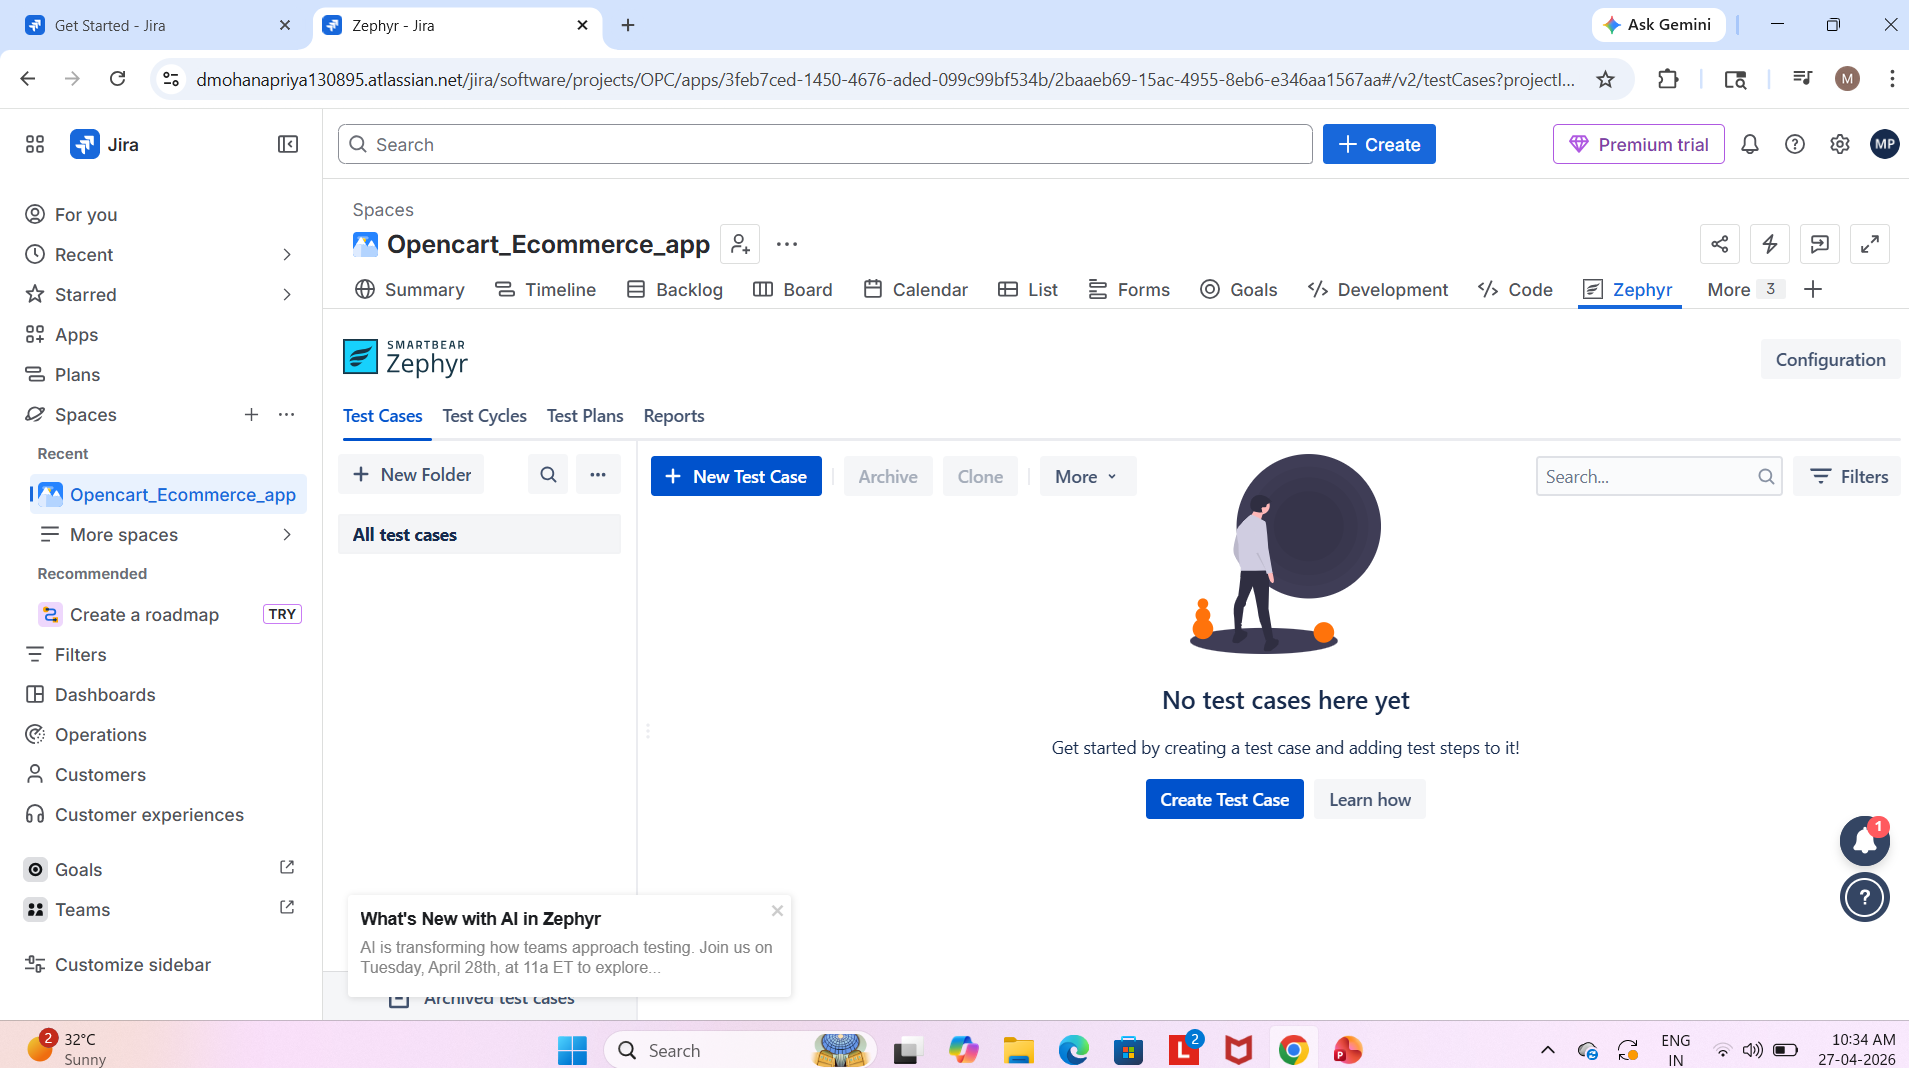 Get Started - Jira
Zephyr - Jira
Ask Gemini
dmohanapriya130895.atlassian.net/jira/software/projects/OPC/apps/3feb7ced-1450-4676-aded-099c99bf534b/2baaeb69-15ac-4955-8eb6-e346aa1567aa#/v2/testCases?projectI...
M
Jira
Search
Create
Premium trial
MP
For you
Recent
Starred
Apps
Plans
Spaces
Recent
Opencart_Ecommerce_app
More spaces
Recommended
Create a roadmap
TRY
Filters
Dashboards
Operations
Customers
Customer experiences
Goals
Teams
Customize sidebar
Spaces
Opencart_Ecommerce_app
Summary
Timeline
Backlog
Board
Calendar
List
Forms
Goals
Development
Code
Zephyr
More 3
SMARTBEAR
Zephyr
Configuration
Test Cases
Test Cycles
Test Plans
Reports
New Folder
New Test Case
Archive
Clone
More
Search...
Filters
All test cases
No test cases here yet
Get started by creating a test case and adding test steps to it!
Create Test Case
Learn how
1
?
What's New with AI in Zephyr
AI is transforming how teams approach testing. Join us on
Tuesday, April 28th, at 11a ET to explore...
Archived test cases
2
32°C
Sunny
Search
L
2
P
ENG
IN
10:34 AM
27-04-2026